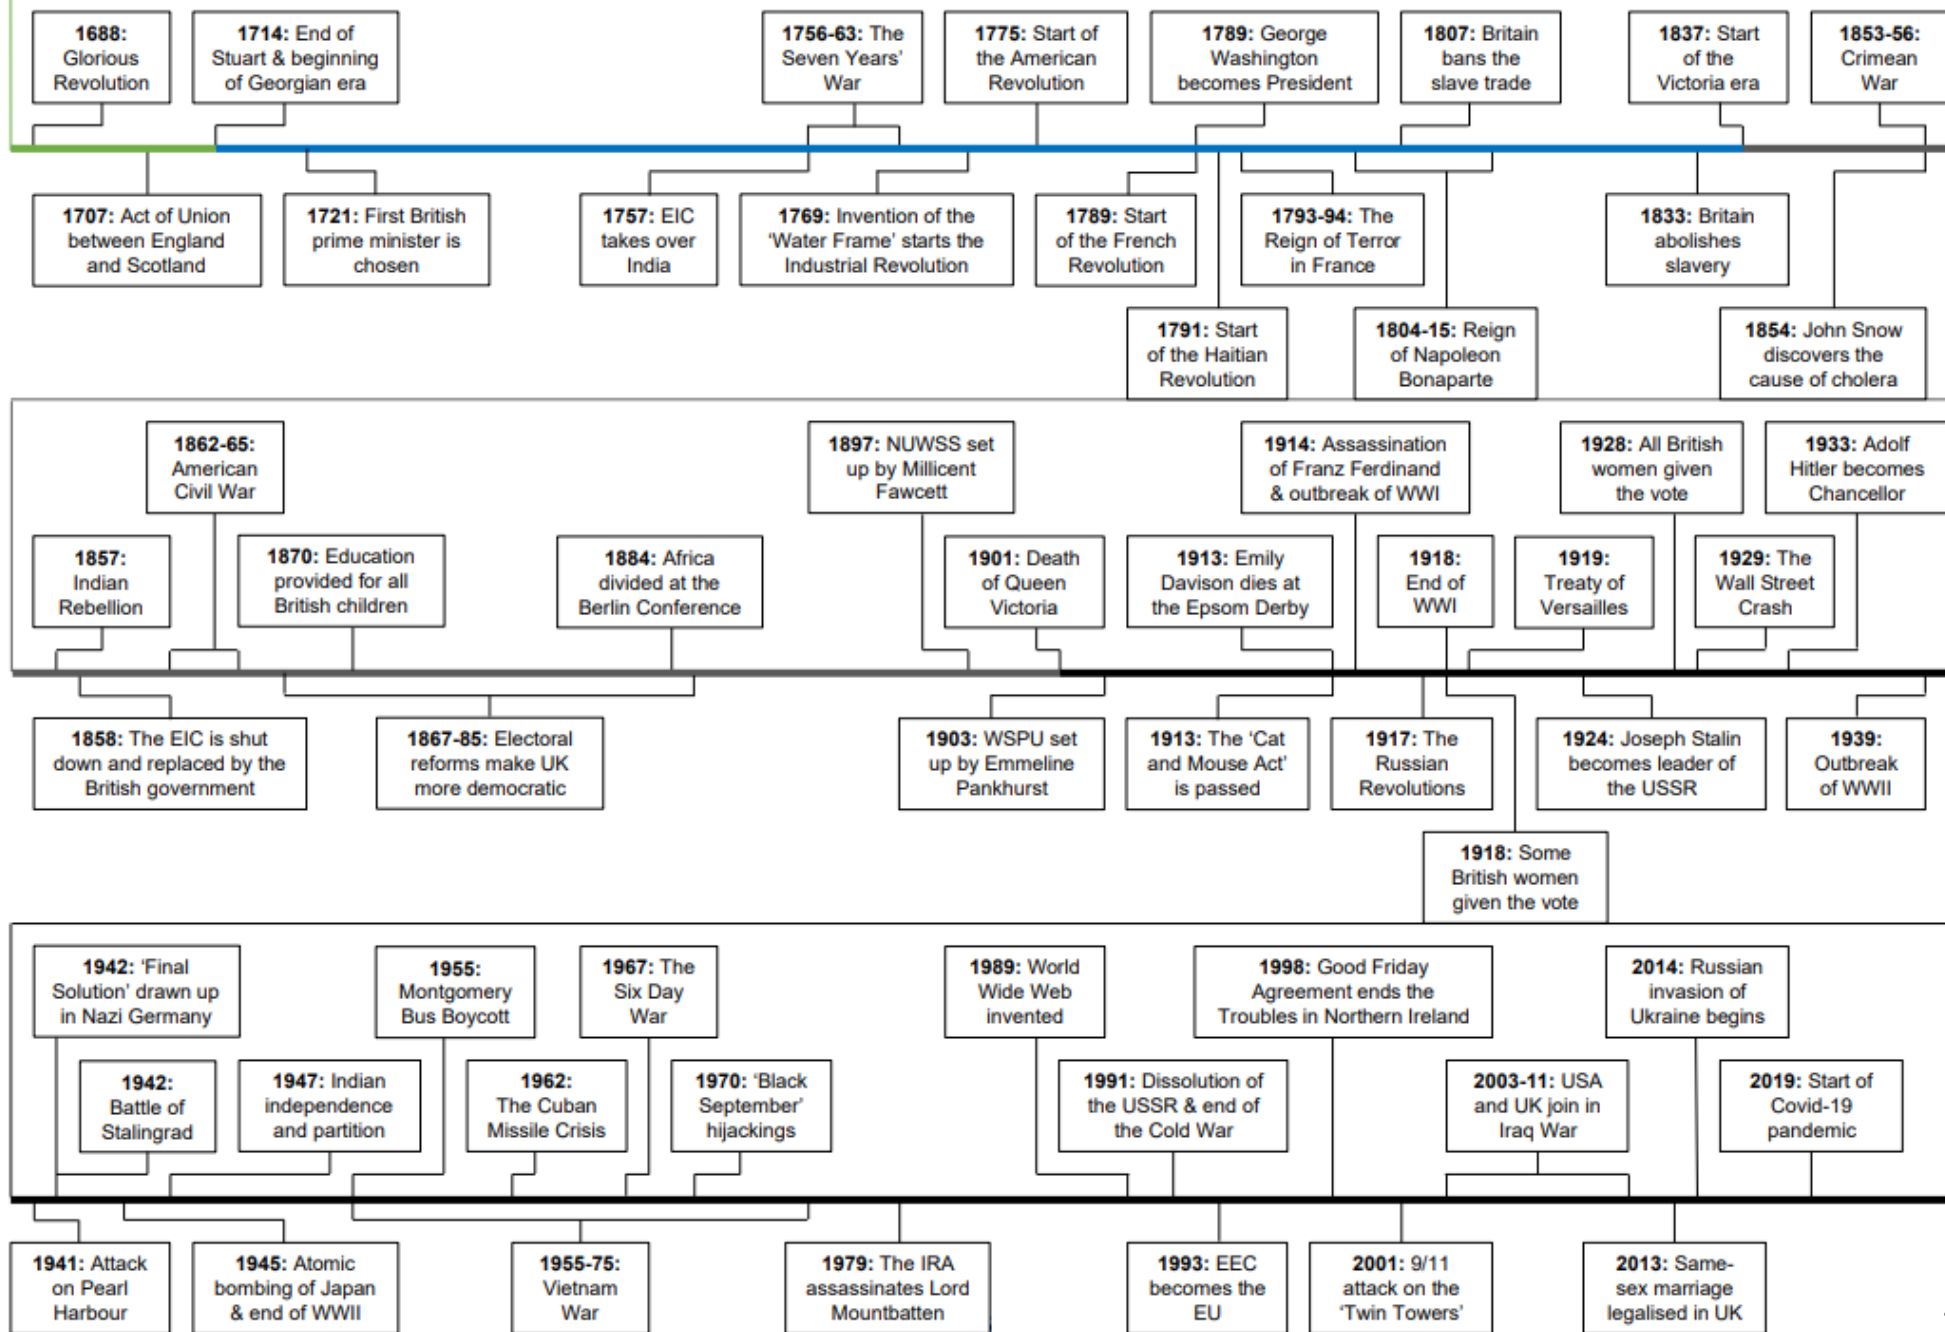 1688:
Glorious
Revolution
1714: End of
Stuart & beginning
of Georgian era
1756-63: The
Seven Years'
War
1775: Start of
the American
Revolution
1789: George
Washington
becomes President
1807: Britain
bans the
slave trade
1837: Start
of the
Victoria era
1853-56:
Crimean
War
1707: Act of Union
between England
and Scotland
1721: First British
prime minister is
chosen
1757: EIC
takes over
India
1769: Invention of the
‘Water Frame’ starts the
Industrial Revolution
1789: Start
of the French
Revolution
1793-94: The
Reign of Terror
in France
1833: Britain
abolishes
slavery
1791: Start
of the Haitian
Revolution
1804-15: Reign
of Napoleon
Bonaparte
1854: John Snow
discovers the
cause of cholera
1862-65:
American
Civil War
1897: NUWSS set
up by Millicent
Fawcett
1914: Assassination
of Franz Ferdinand
& outbreak of WWI
1928: All British
women given
the vote
1933: Adolf
Hitler becomes
Chancellor
1857:
Indian
Rebellion
1870: Education
provided for all
British children
1884: Africa
divided at the
Berlin Conference
1901: Death
of Queen
Victoria
1913: Emily
Davison dies at
the Epsom Derby
1918:
End of
WWI
1919:
Treaty of
Versailles
1929: The
Wall Street
Crash
1858: The EIC is shut
down and replaced by the
British government
1867-85: Electoral
reforms make UK
more democratic
1903: WSPU set
up by Emmeline
Pankhurst
1913: The ‘Cat
and Mouse Act’
is passed
1917: The
Russian
Revolutions
1924: Joseph Stalin
becomes leader of
the USSR
1939:
Outbreak
of WWII
1918: Some
British women
given the vote
1942: ‘Final
Solution’ drawn up
in Nazi Germany
1955:
Montgomery
Bus Boycott
1967: The
Six Day
War
1989: World
Wide Web
invented
1998: Good Friday
Agreement ends the
Troubles in Northern Ireland
2014: Russian
invasion of
Ukraine begins
1942:
Battle of
Stalingrad
1947: Indian
independence
and partition
1962:
The Cuban
Missile Crisis
1970: ‘Black
September’
hijackings
1991: Dissolution of
the USSR & end of
the Cold War
2003-11: USA
and UK join in
Iraq War
2019: Start of
Covid-19
pandemic
1941: Attack
on Pearl
Harbour
1945: Atomic
bombing of Japan
& end of WWII
1955-75:
Vietnam
War
1979: The IRA
assassinates Lord
Mountbatten
1993: EEC
becomes the
EU
2001: 9/11
attack on the
‘Twin Towers’
2013: Same-
sex marriage
legalised in UK